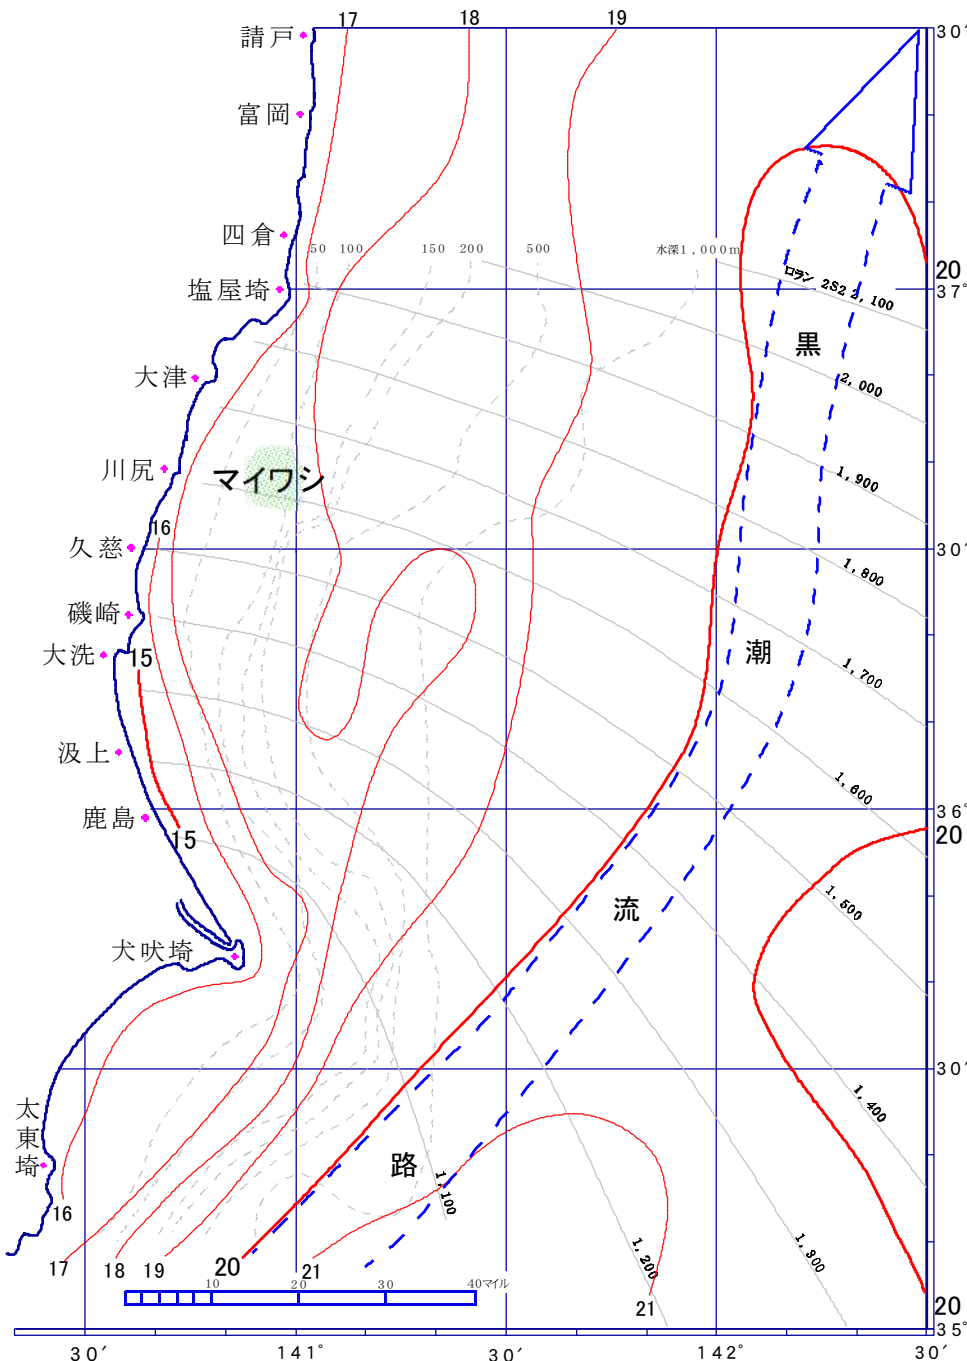 17
18
19
30′
請戸
富岡
四倉
塩屋埼
大津
川尻
久慈
磯崎
大洗
汲上
鹿島
犬吠埼
太東埼
50
100
150
200
500
水深1,000m
ロラン 2S2 2,100
2,000
1,900
1,800
1,700
1,600
1,500
1,400
1,300
1,200
1,100
20
37°
黒
潮
流
路
マイワシ
16
30′
15
15
36°
20
30′
16
17
18
19
20
21
21
20
35°
10
20
30
40マイル
30′
141°
30′
142°
30′